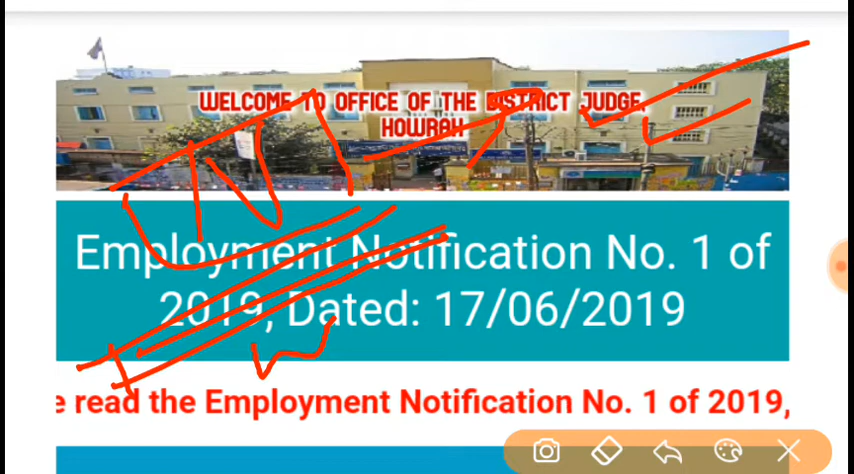 WELCOME TO OFFICE OF THE DISTRICT JUDGE,
HOWRAH
Employment Notification No. 1 of
2019, Dated: 17/06/2019
e read the Employment Notification No. 1 of 2019,